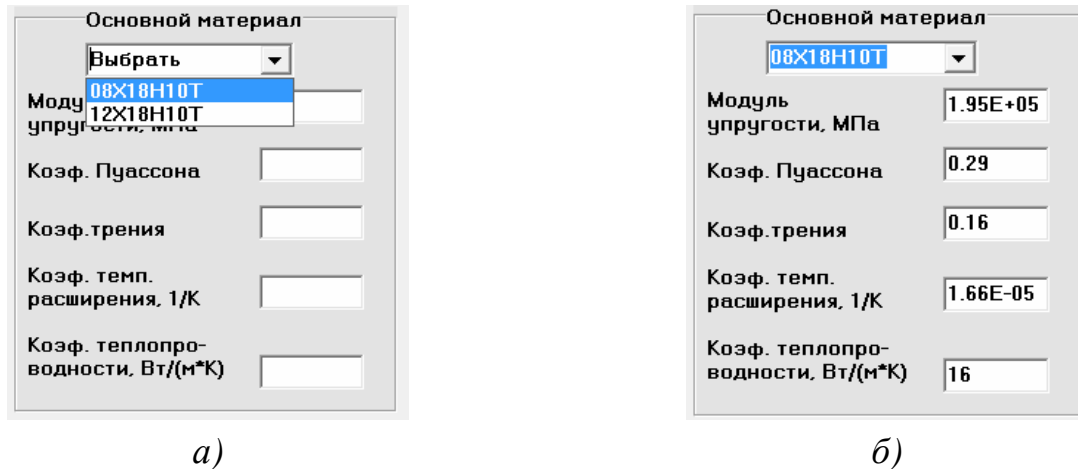 Основной материал
Выбрать
08Х18Н10Т
12Х18Н10Т
Моду
упругости, МПа
Коэф. Пуассона
Коэф.трения
Коэф. темп.
расширения, 1/К
Коэф. теплопро-
водности, Вт/(м*К)
а)
Основной материал
08Х18Н10Т
Модуль
упругости, МПа
1.95E+05
Коэф. Пуассона
0.29
Коэф.трения
0.16
Коэф. темп.
расширения, 1/К
1.66E-05
Коэф. теплопро-
водности, Вт/(м*К)
16
б)